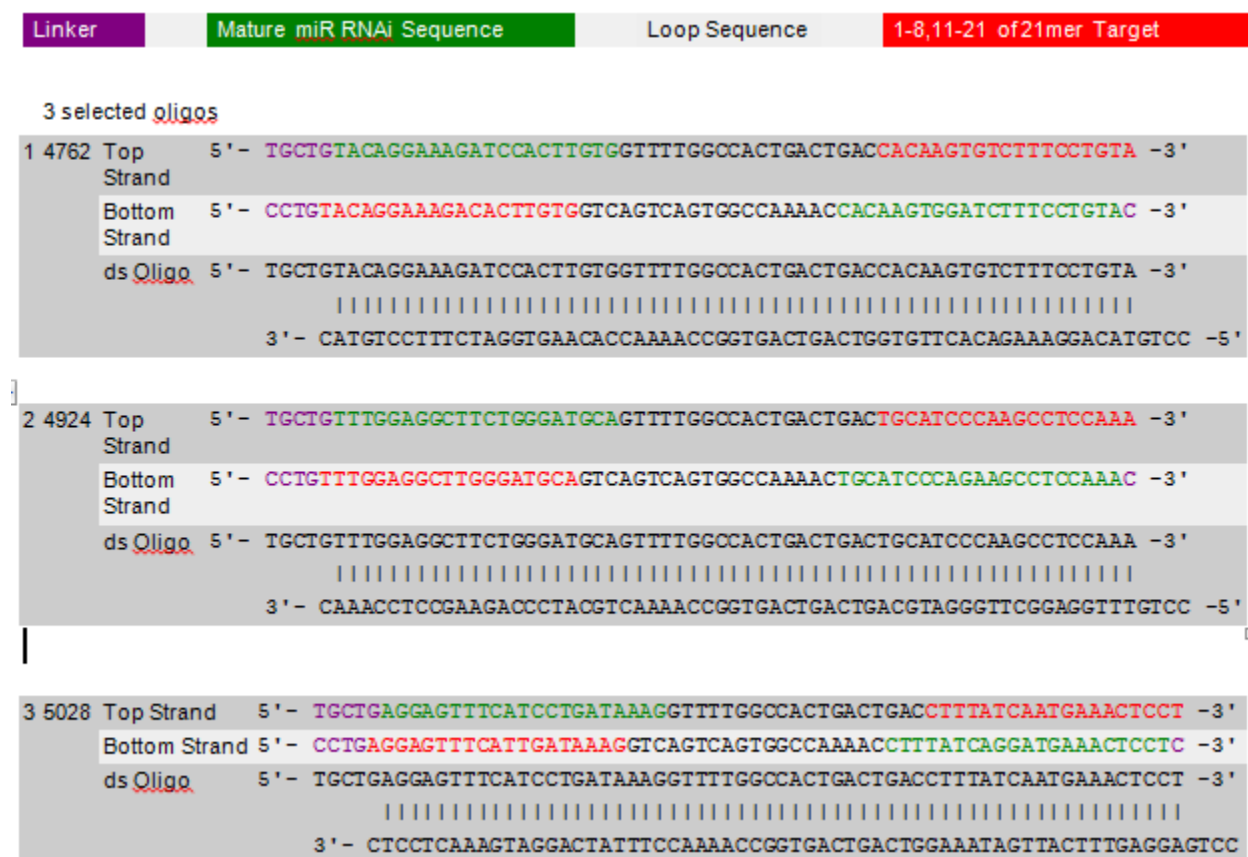 Linker Mature miR RNAi Sequence Loop Sequence 1-8,11-21 of 21mer Target
3 selected oligos
1 4762 Top Strand 5'- TGCTGTACAGGAAAGATCCACTTGTGGTTTTGGCCACTGACTGACCACAAGTGTCTTTCCTGTA -3'
Bottom Strand 5'- CCTGTACAGGAAAGACACTTGTGGTCAGTCAGTGGCCAAAACCACAAGTGGATCTTTCCTGTAC -3'
ds Oligo 5'- TGCTGTACAGGAAAGATCCACTTGTGGTTTTGGCCACTGACTGACCACAAGTGTCTTTCCTGTA -3'
3'- CATGTCCTTTCTAGGTGAACACCAAAACCGGTGACTGACTGGTGTTCACAGAAAGGACATGTCC -5'
2 4924 Top Strand 5'- TGCTGTTTGGAGGCTTCTGGGATGCAGTTTTGGCCACTGACTGACTGCATCCCAAGCCTCCAAA -3'
Bottom Strand 5'- CCTGTTTGGAGGCTTGGGATGCAGTCAGTCAGTGGCCAAAACTGCATCCCAGAAGCCTCCAAAC -3'
ds Oligo 5'- TGCTGTTTGGAGGCTTCTGGGATGCAGTTTTGGCCACTGACTGACTGCATCCCAAGCCTCCAAA -3'
3'- CAAACCTCCGAAGACCCTACGTCAAAACCGGTGACTGACTGACGTAGGGTTCGGAGGTTTGTCC -5'
3 5028 Top Strand 5'- TGCTGAGGAGTTTCATCCTGATAAAGGTTTTGGCCACTGACTGACCTTTATCAATGAAACTCCT -3'
Bottom Strand 5'- CCTGAGGAGTTTCATTGATAAAGGTCAGTCAGTGGCCAAAACCTTTATCAGGATGAAACTCCTC -3'
ds Oligo 5'- TGCTGAGGAGTTTCATCCTGATAAAGGTTTTGGCCACTGACTGACCTTTATCAATGAAACTCCT -3'
3'- CTCCTCAAAGTAGGACTATTTCCAAAACCGGTGACTGACTGGAAATAGTTACTTTGAGGAGTCC